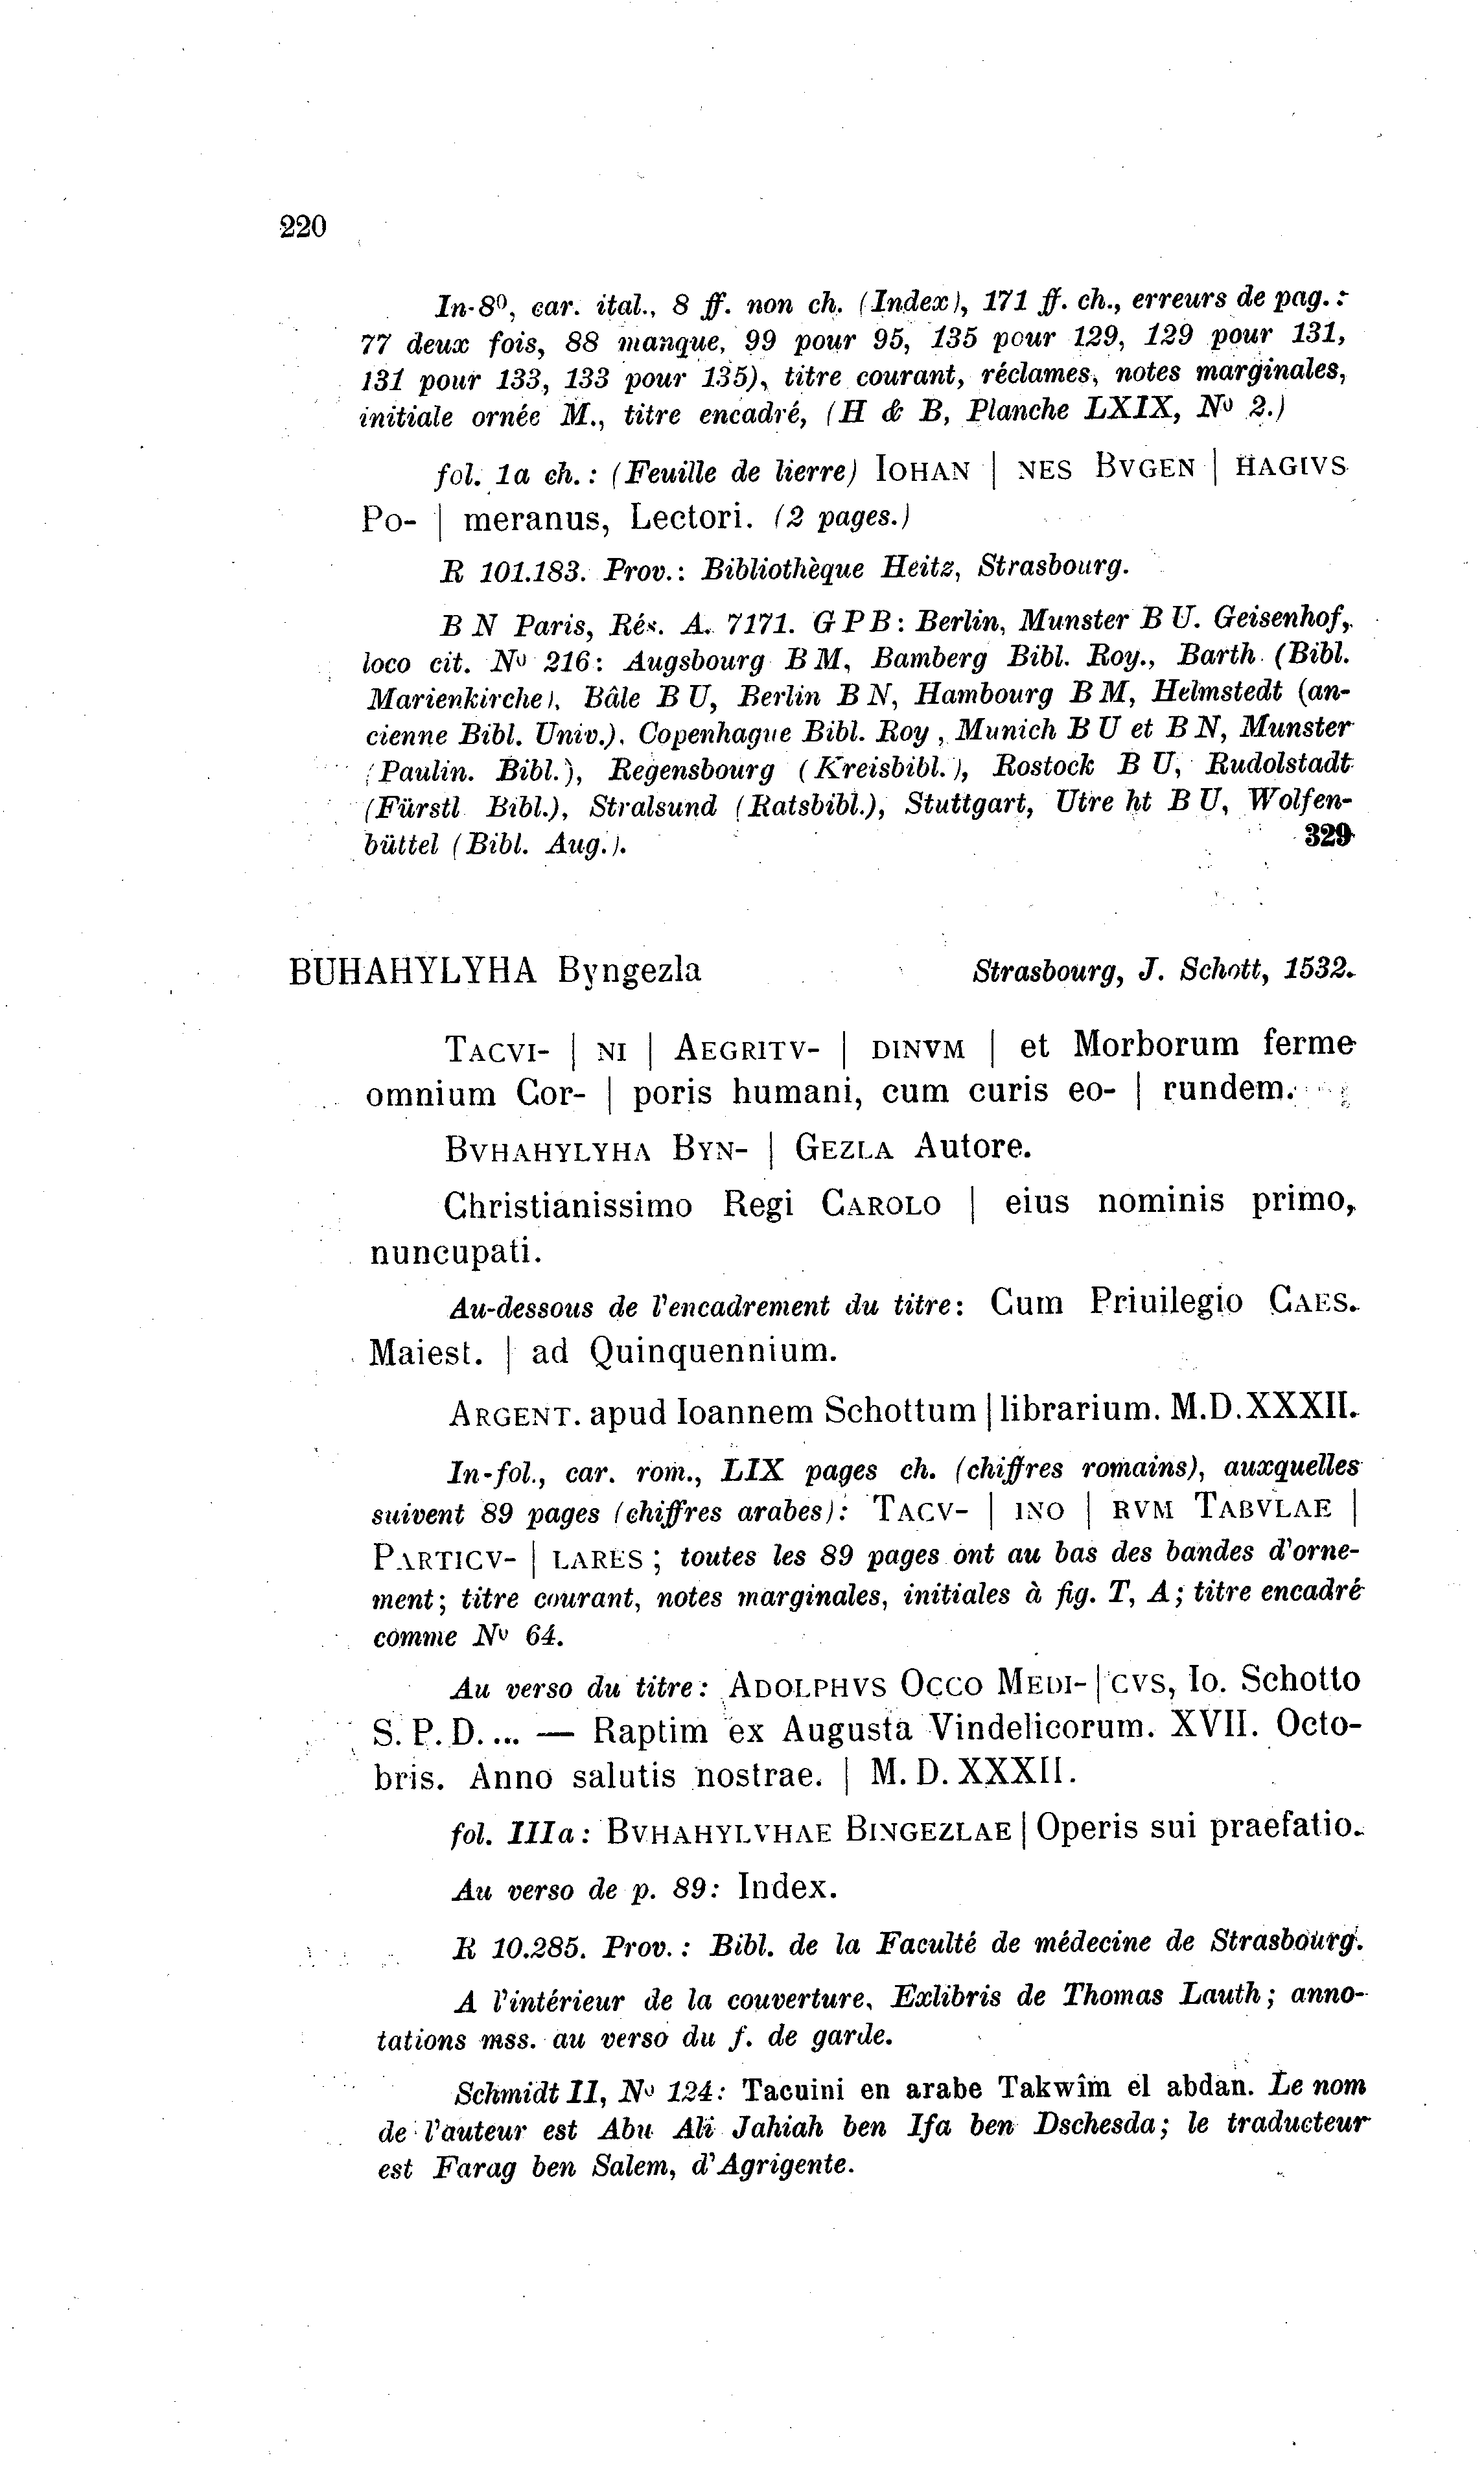 220
In-8⁰, car. ital., 8 ff. non ch. (Index), 171 ff. ch., erreurs de pag. :
77 deux fois, 88 manque, 99 pour 95, 135 pour 129, 129 pour 131,
131 pour 133, 133 pour 135), titre courant, réclames, notes marginales,
initiale ornée M., titre encadré, (H & B, Planche LXIX, No 2.)
fol. 1a ch. : (Feuille de lierre) IOHAN | NES BVGEN | HAGIVS
Po- | meranus, Lectori. (2 pages.)
R 101.183. Prov.: Bibliothèque Heitz, Strasbourg.
B N Paris, Rés. A. 7171. G P B: Berlin, Munster B U. Geisenhof,
loco cit. No 216: Augsbourg B M, Bamberg Bibl. Roy., Barth (Bibl.
Marienkirche), Bâle B U, Berlin B N, Hambourg B M, Helmstedt (an-
cienne Bibl. Univ.), Copenhague Bibl. Roy, Munich B U et B N, Munster
(Paulin. Bibl.), Regensbourg (Kreisbibl.), Rostock B U, Rudolstadt
(Fürstl Bibl.), Stralsund (Ratsbibl.), Stuttgart, Utre ht B U, Wolfen-
büttel (Bibl. Aug.). 329
BUHAHYLYHA Byngezla Strasbourg, J. Schott, 1532.
TACVI- | NI | AEGRITV- | DINVM | et Morborum ferme
omnium Cor- | poris humani, cum curis eo- | rundem.
BVHAHYLYHA BYN- | GEZLA Autore.
Christianissimo Regi CAROLO | eius nominis primo,
nuncupati.
Au-dessous de l'encadrement du titre: Cum Priuilegio CAES.
Maiest. | ad Quinquennium.
ARGENT. apud Ioannem Schottum | librarium. M.D.XXXII.
In-fol., car. rom., LIX pages ch. (chiffres romains), auxquelles
suivent 89 pages (chiffres arabes): TACV- | INO | RVM TABVLAE |
PARTICV- | LARES ; toutes les 89 pages ont au bas des bandes d'orne-
ment ; titre courant, notes marginales, initiales à fig. T, A ; titre encadré
comme No 64.
Au verso du titre: ADOLPHVS OCCO MEDI- | CVS, Io. Schotto
S. P. D. ... — Raptim ex Augusta Vindelicorum. XVII. Octo-
bris. Anno salutis nostrae. | M. D. XXXII.
fol. IIIa: BVHAHYLVHAE BINGEZLAE | Operis sui praefatio.
Au verso de p. 89: Index.
R 10.285. Prov. : Bibl. de la Faculté de médecine de Strasbourg.
A l'intérieur de la couverture, Exlibris de Thomas Lauth ; anno-
tations mss. au verso du f. de garde.
Schmidt II, No 124: Tacuini en arabe Takwîm el abdan. Le nom
de l'auteur est Abu Ali Jahiah ben Ifa ben Dschesda ; le traducteur
est Farag ben Salem, d'Agrigente.